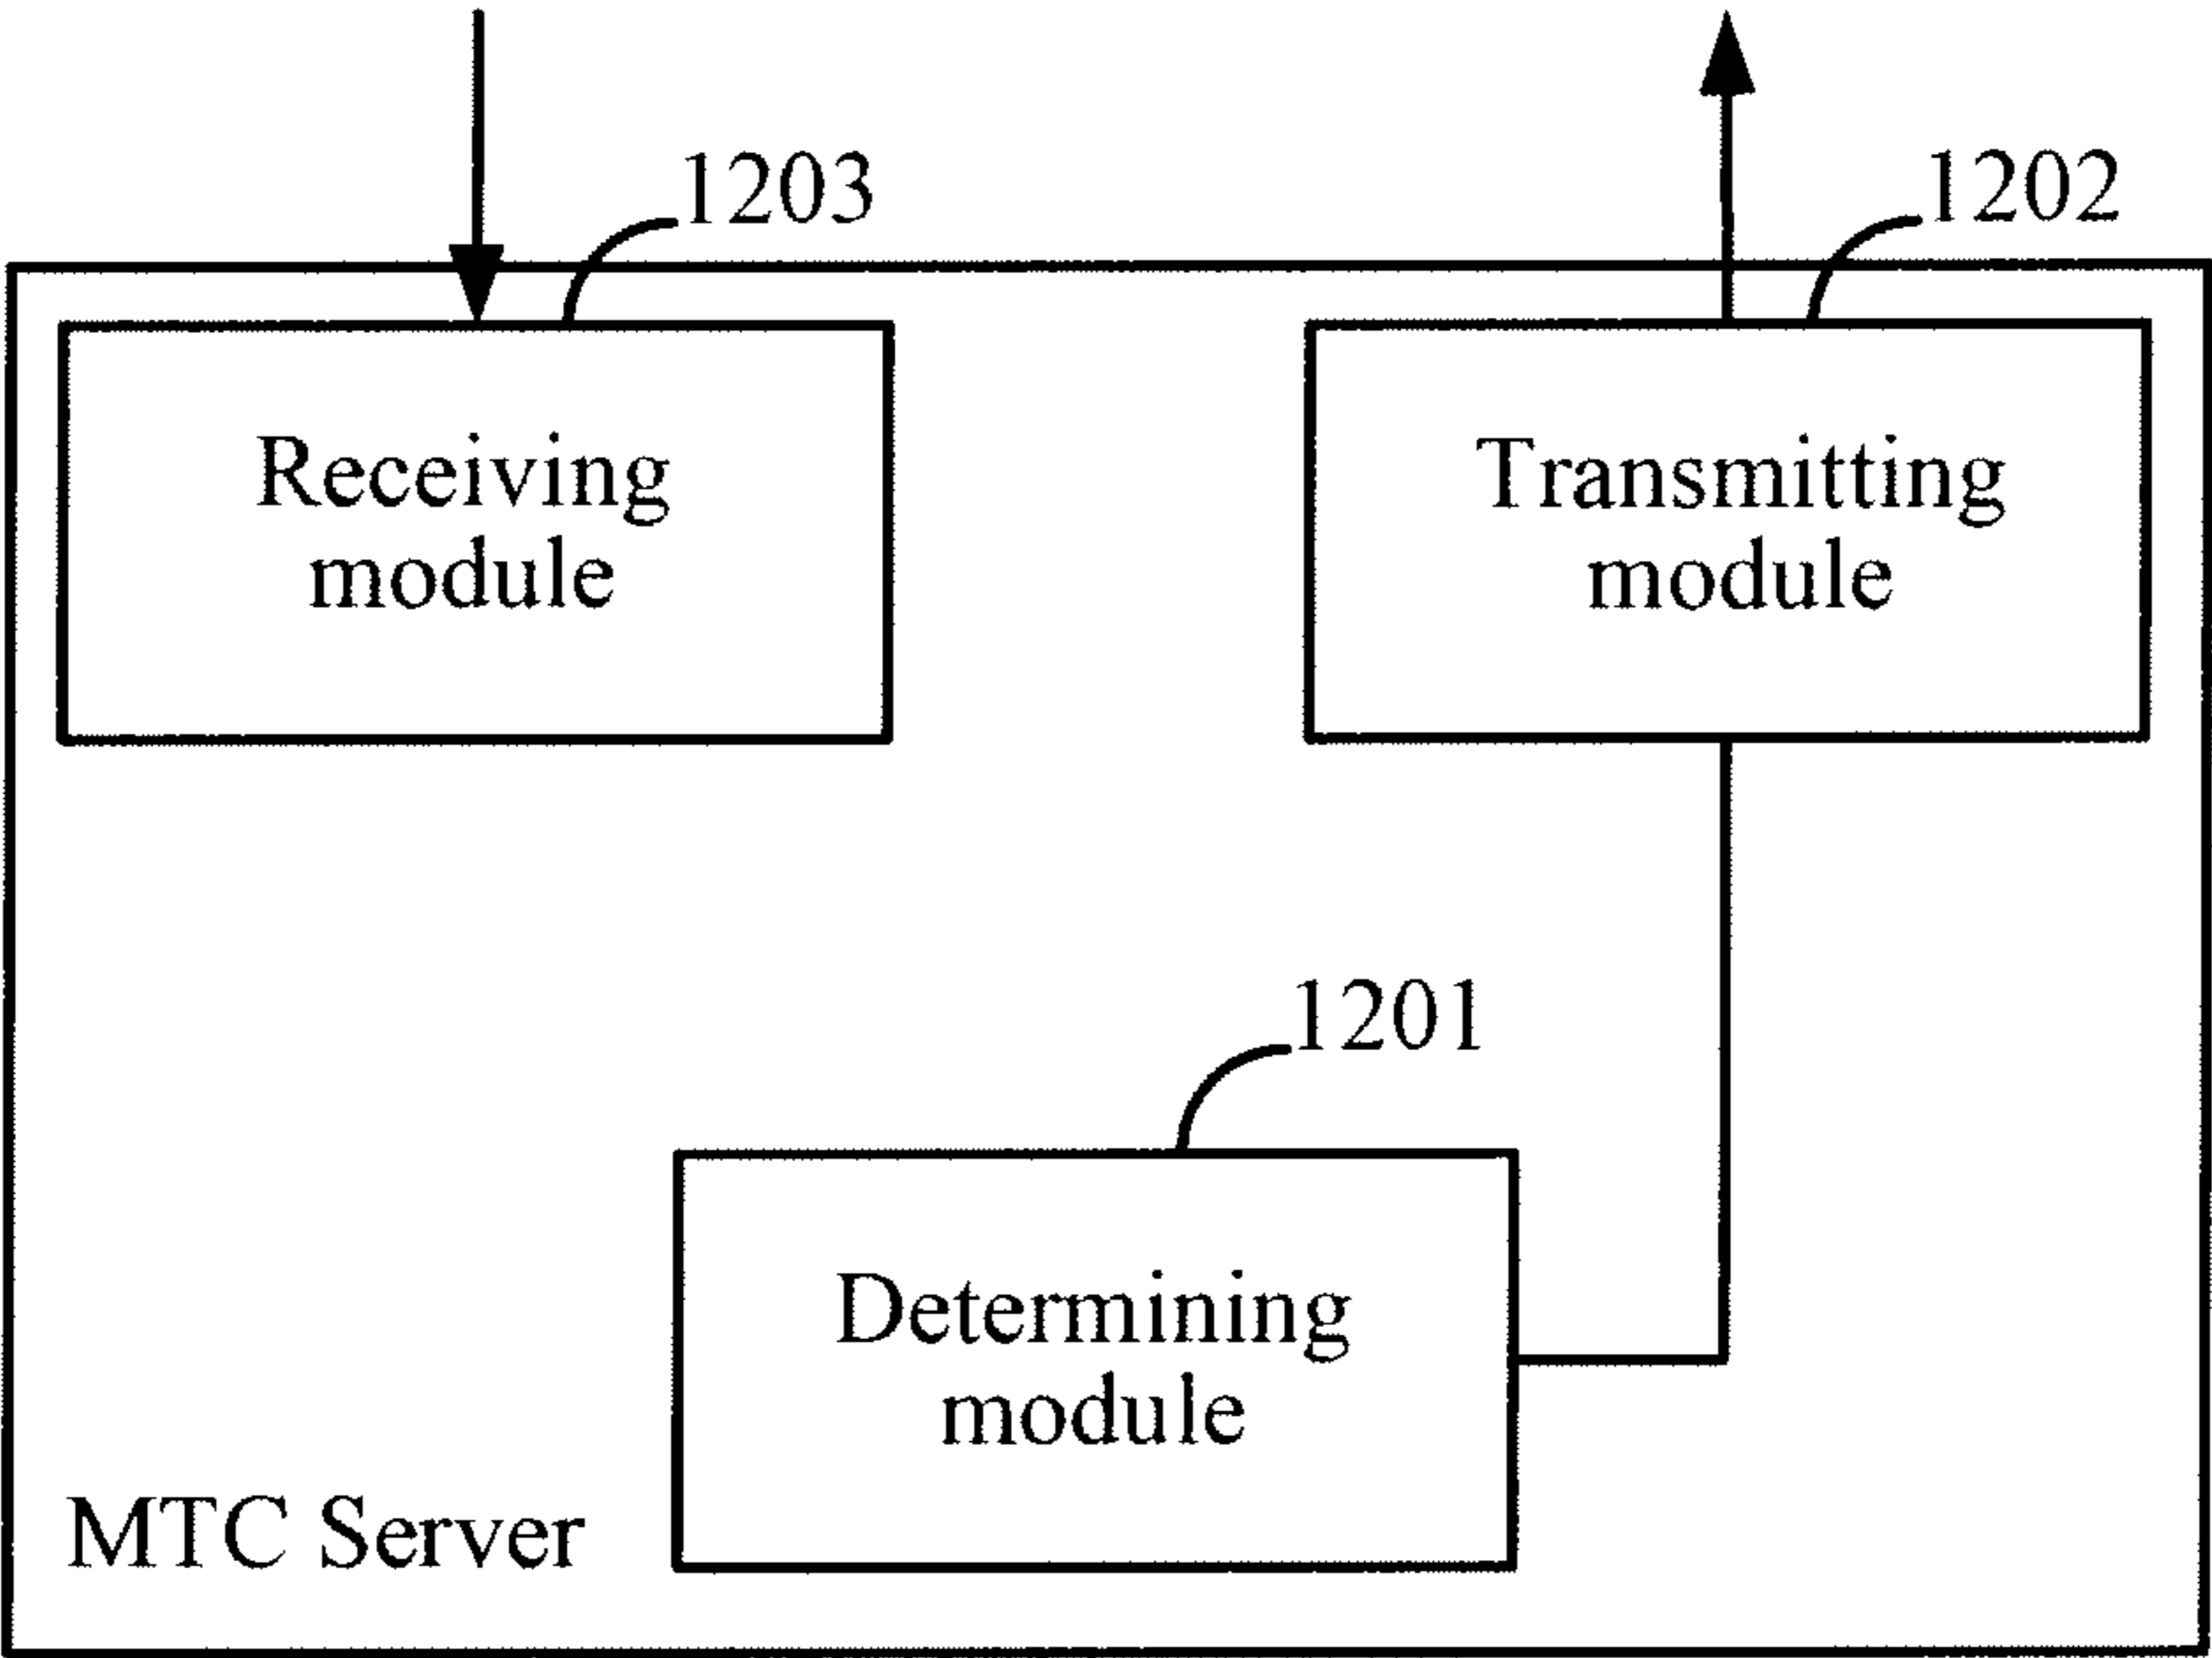 1203
1202
Receiving
module
Transmitting
module
1201
Determining
module
MTC Server